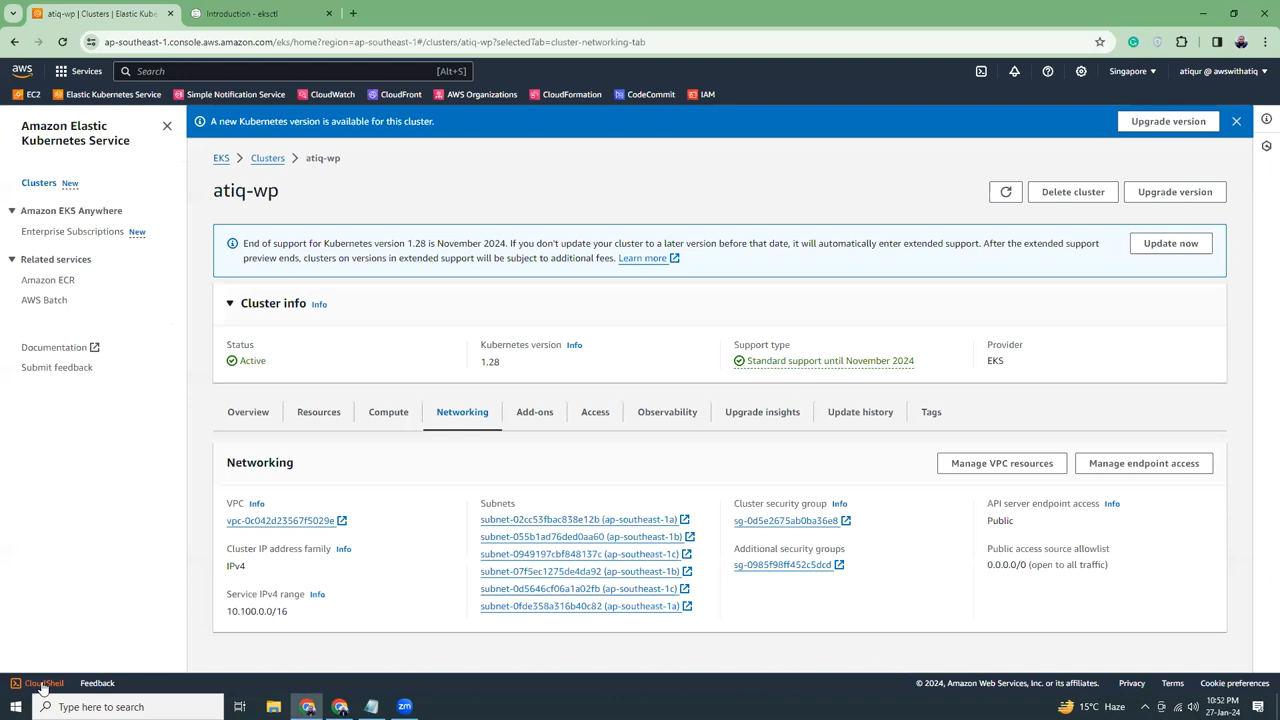 atiq-wp | Clusters | Elastic Kube
Introduction - eksctl
ap-southeast-1.console.aws.amazon.com/eks/home?region=ap-southeast-1#/clusters/atiq-wp?selectedTab=cluster-networking-tab
aws
Services
Search
[Alt+S]
Singapore
atiqur @ awswithatiq
EC2
Elastic Kubernetes Service
Simple Notification Service
CloudWatch
CloudFront
AWS Organizations
CloudFormation
CodeCommit
IAM
Amazon Elastic
Kubernetes Service
Clusters New
Amazon EKS Anywhere
Enterprise Subscriptions New
Related services
Amazon ECR
AWS Batch
Documentation
Submit feedback
A new Kubernetes version is available for this cluster.
Upgrade version
EKS
Clusters
atiq-wp
atiq-wp
Delete cluster
Upgrade version
End of support for Kubernetes version 1.28 is November 2024. If you don't update your cluster to a later version before that date, it will automatically enter extended support. After the extended support
preview ends, clusters on versions in extended support will be subject to additional fees. Learn more
Update now
Cluster info Info
Status
Active
Kubernetes version Info
1.28
Support type
Standard support until November 2024
Provider
EKS
Overview
Resources
Compute
Networking
Add-ons
Access
Observability
Upgrade insights
Update history
Tags
Networking
Manage VPC resources
Manage endpoint access
VPC Info
vpc-0c042d23567f5029e
Cluster IP address family Info
IPv4
Service IPv4 range Info
10.100.0.0/16
Subnets
subnet-02cc53fbac838e12b (ap-southeast-1a)
subnet-055b1ad76ded0aa60 (ap-southeast-1b)
subnet-0949197cbf848137c (ap-southeast-1c)
subnet-07f5ec1275de4da92 (ap-southeast-1b)
subnet-0d5646cf06a1a02fb (ap-southeast-1c)
subnet-0fde358a316b40c82 (ap-southeast-1a)
Cluster security group Info
sg-0d5e2675ab0ba36e8
Additional security groups
sg-0985f98ff452c5dcd
API server endpoint access Info
Public
Public access source allowlist
0.0.0.0/0 (open to all traffic)
CloudShell
Feedback
© 2024, Amazon Web Services, Inc. or its affiliates.
Privacy
Terms
Cookie preferences
Type here to search
15°C Haze
10:52 PM
27-Jan-24